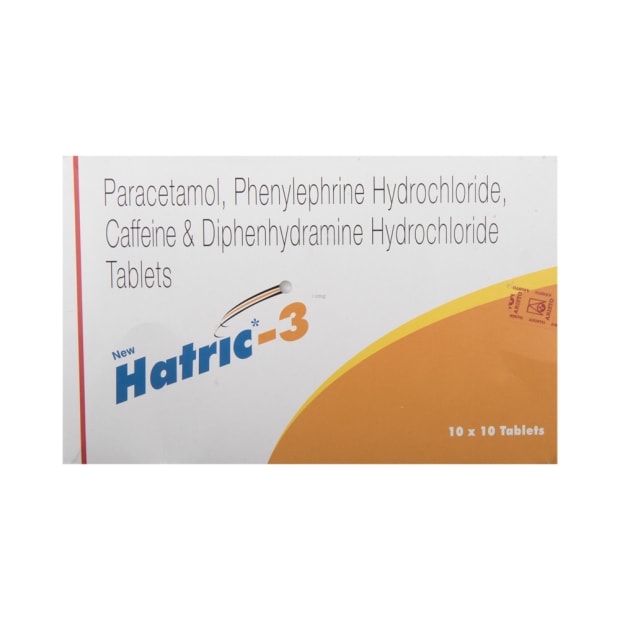 Paracetamol, Phenylephrine Hydrochloride,
Caffeine & Diphenhydramine Hydrochloride
Tablets
New
Hatric*-3
10 x 10 Tablets